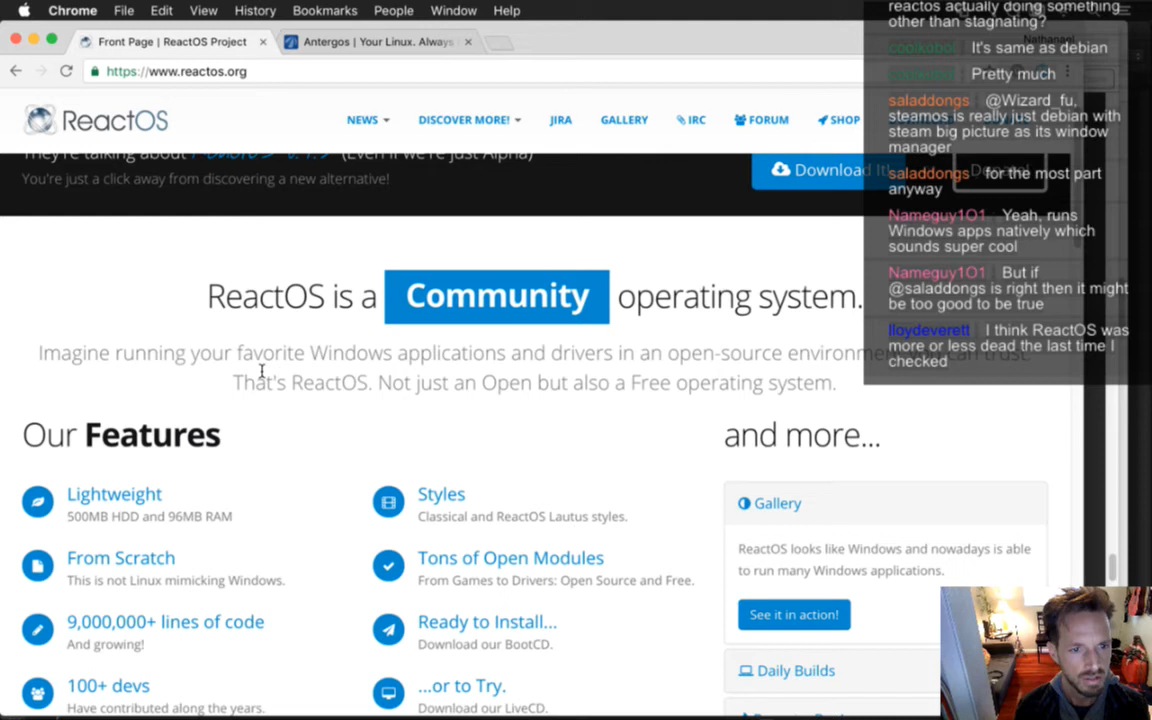 Chrome File Edit View History Bookmarks People Window Help
Front Page | ReactOS Project
Antergos | Your Linux. Always
https://www.reactos.org
ReactOS
NEWS DISCOVER MORE! JIRA GALLERY IRC FORUM SHOP
They're talking about ReactOS 0.4.3 (Even if we're just Alpha)
You're just a click away from discovering a new alternative!
Download It!
ReactOS is a Community operating system.
Imagine running your favorite Windows applications and drivers in an open-source environment you can trust.
That's ReactOS. Not just an Open but also a Free operating system.
Our Features
Lightweight
500MB HDD and 96MB RAM
From Scratch
This is not Linux mimicking Windows.
9,000,000+ lines of code
And growing!
100+ devs
Have contributed along the years.
Styles
Classical and ReactOS Lautus styles.
Tons of Open Modules
From Games to Drivers: Open Source and Free.
Ready to Install...
Download our BootCD.
...or to Try.
Download our LiveCD.
and more...
Gallery
ReactOS looks like Windows and nowadays is able
to run many Windows applications.
See it in action!
Daily Builds
reactos actually doing something
other than stagnating?
coolkobol It's same as debian
Pretty much
saladdongs @Wizard_fu,
steamos is really just debian with
steam big picture as its window
manager
saladdongs for the most part
anyway
Nameguy1O1 Yeah, runs
Windows apps natively which
sounds super cool
Nameguy1O1 But if
@saladdongs is right then it might
be too good to be true
lloydeverett I think ReactOS was
more or less dead the last time I
checked